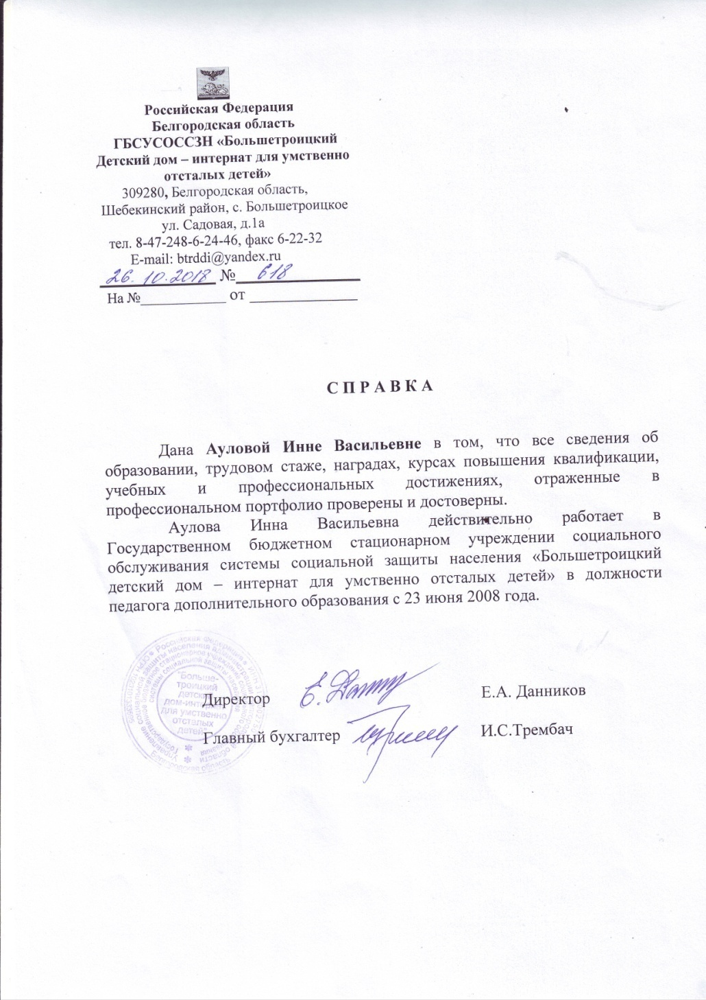 Российская Федерация
Белгородская область
ГБСУСОССЗН «Большетроицкий
Детский дом – интернат для умственно
отсталых детей»
309280, Белгородская область,
Шебекинский район, с. Большетроицкое
ул. Садовая, д.1а
тел. 8-47-248-6-24-46, факс 6-22-32
E-mail: btrddi@yandex.ru
26.10.2018 № 618
На №____________ от _______________
С П Р А В К А
Дана Ауловой Инне Васильевне в том, что все сведения об
образовании, трудовом стаже, наградах, курсах повышения квалификации,
учебных и профессиональных достижениях, отраженные в
профессиональном портфолио проверены и достоверны.
Аулова Инна Васильевна действительно работает в
Государственном бюджетном стационарном учреждении социального
обслуживания системы социальной защиты населения «Большетроицкий
детский дом – интернат для умственно отсталых детей» в должности
педагога дополнительного образования с 23 июня 2008 года.
"Больше-
троицкий
детский
дом-интернат
для умственно
отсталых
детей"
Директор Е.А. Данников
Главный бухгалтер И.С.Трембач